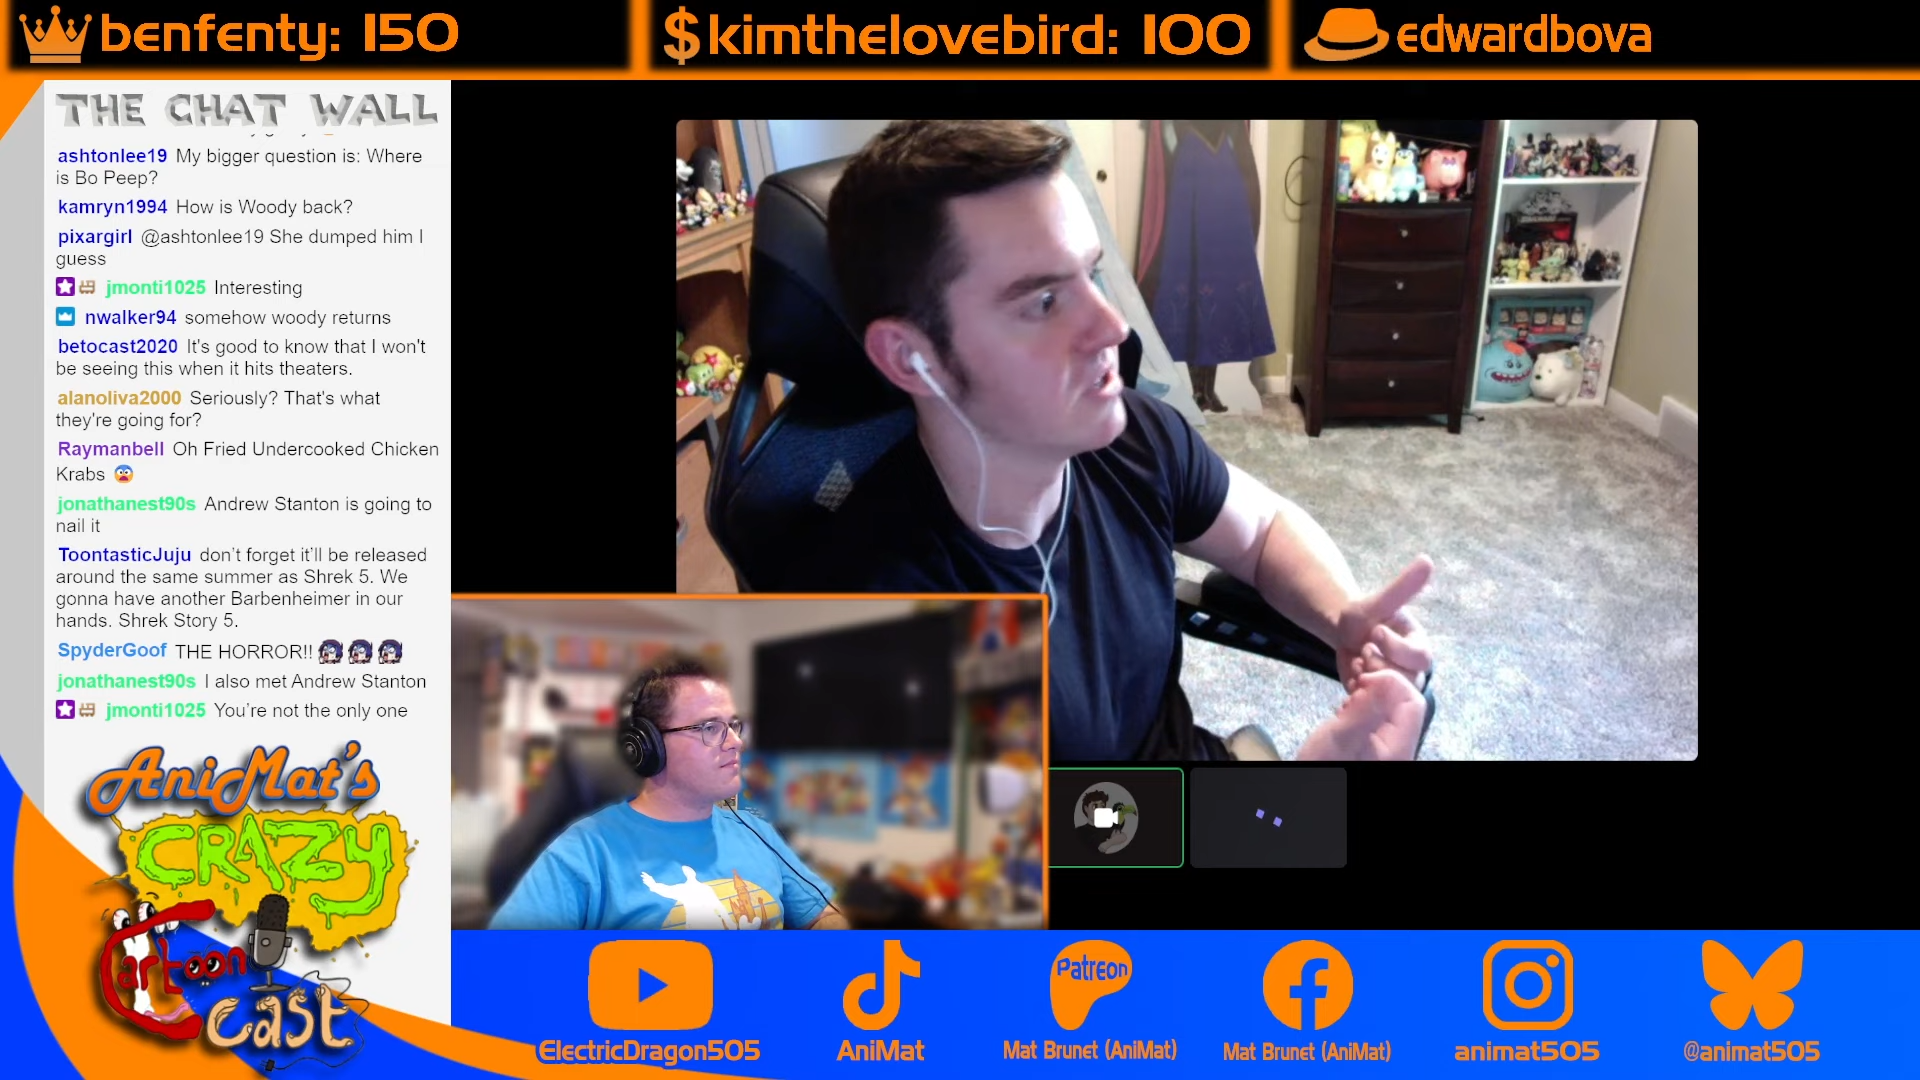 benfenty: 150
$kimthelovebird: 100
edwardbova
THE CHAT WALL
ashtonlee19 My bigger question is: Where
is Bo Peep?
kamryn1994 How is Woody back?
pixargirl @ashtonlee19 She dumped him I
guess
jmonti1025 Interesting
nwalker94 somehow woody returns
betocast2020 It's good to know that I won't
be seeing this when it hits theaters.
alanoliva2000 Seriously? That's what
they're going for?
Raymanbell Oh Fried Undercooked Chicken
Krabs 😨
jonathanest90s Andrew Stanton is going to
nail it
ToontasticJuju don’t forget it’ll be released
around the same summer as Shrek 5. We
gonna have another Barbenheimer in our
hands. Shrek Story 5.
SpyderGoof THE HORROR!!
jonathanest90s I also met Andrew Stanton
jmonti1025 You’re not the only one
AniMat's
CRAZY
Cartoon
Cast
Patreon
ElectricDragon505
AniMat
Mat Brunet (AniMat)
Mat Brunet (AniMat)
animat505
@animat505